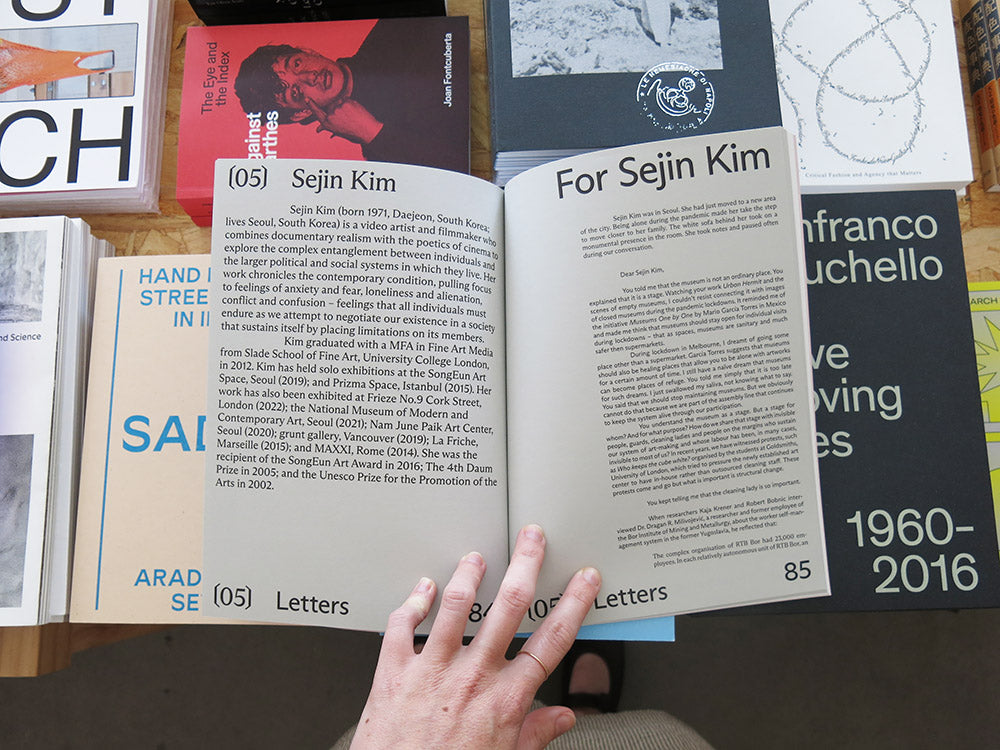 CH
The Eye and
the Index
Joan Fontcuberta
gainst
arthes
LE NEMESIACHE DI NAPOLI
Critical Fashion and Agency that Matters
(05) Sejin Kim
Sejin Kim (born 1971, Daejeon, South Korea;
lives Seoul, South Korea) is a video artist and filmmaker who
combines documentary realism with the poetics of cinema to
explore the complex entanglement between individuals and
the larger political and social systems in which they live. Her
work chronicles the contemporary condition, pulling focus
to feelings of anxiety and fear, loneliness and alienation,
conflict and confusion – feelings that all individuals must
endure as we attempt to negotiate our existence in a society
that sustains itself by placing limitations on its members.
Kim graduated with a MFA in Fine Art Media
from Slade School of Fine Art, University College London,
in 2012. Kim has held solo exhibitions at the SongEun Art
Space, Seoul (2019); and Prizma Space, Istanbul (2015). Her
work has also been exhibited at Frieze No.9 Cork Street,
London (2022); the National Museum of Modern and
Contemporary Art, Seoul (2021); Nam June Paik Art Center,
Seoul (2020); grunt gallery, Vancouver (2019); La Friche,
Marseille (2015); and MAXXI, Rome (2014). She was the
recipient of the SongEun Art Award in 2016; The 4th Daum
Prize in 2005; and the Unesco Prize for the Promotion of the
Arts in 2002.
(05) Letters 84
For Sejin Kim
Sejin Kim was in Seoul. She had just moved to a new area
of the city. Being alone during the pandemic made her take the step
to move closer to her family. The white sofa behind her took on a
monumental presence in the room. She took notes and paused often
during our conversation.
Dear Sejin Kim,
You told me that the museum is not an ordinary place. You
explained that it is a stage. Watching your work Urban Hermit and the
scenes of empty museums, I couldn't resist connecting it with images
of closed museums during the pandemic lockdowns. It reminded me of
the initiative Museums One by One by Mario García Torres in Mexico
and made me think that museums should stay open for individual visits
during lockdowns – that as spaces, museums are sanitary and much
safer then supermarkets.
During lockdown in Melbourne, I dreamt of going some
place other than a supermarket. García Torres suggests that museums
should also be healing places that allow you to be alone with artworks
for a certain amount of time. I still have a naïve dream that museums
can become places of refuge. You told me simply that it is too late
for such dreams. I just swallowed my saliva, not knowing what to say.
You said that we should stop maintaining museums. But we obviously
cannot do that because we are part of the assembly line that continues
to keep the system alive through our participation.
You understand the museum as a stage. But a stage for
whom? And for what purpose? How do we share that stage with invisible
people, guards, cleaning ladies and people on the margins who sustain
our system of art-making and whose labour has been, in many cases,
invisible to most of us? In recent years, we have witnessed protests, such
as Who keeps the cube white? organised by the students at Goldsmiths,
University of London, which tried to pressure the newly established art
center to have in-house rather than outsourced cleaning staff. These
protests come and go but what is important is structural change.
You kept telling me that the cleaning lady is so important.
When researchers Kaja Krener and Robert Bobnic inter-
viewed Dr. Dragan R. Milivojević, a researcher and former employee of
the Bor Institute of Mining and Metallurgy, about the worker self-man-
agement system in the former Yugoslavia, he reflected that:
The complex organisation of RTB Bor had 23,000 em-
ployees. In each relatively autonomous unit of RTB Bor, an
(05) Letters 85
nd Science
HAND
STREE
IN I
SAD
ARAD
SE
nfranco
uchello
ve
oving
es
1960–
2016
ARCH